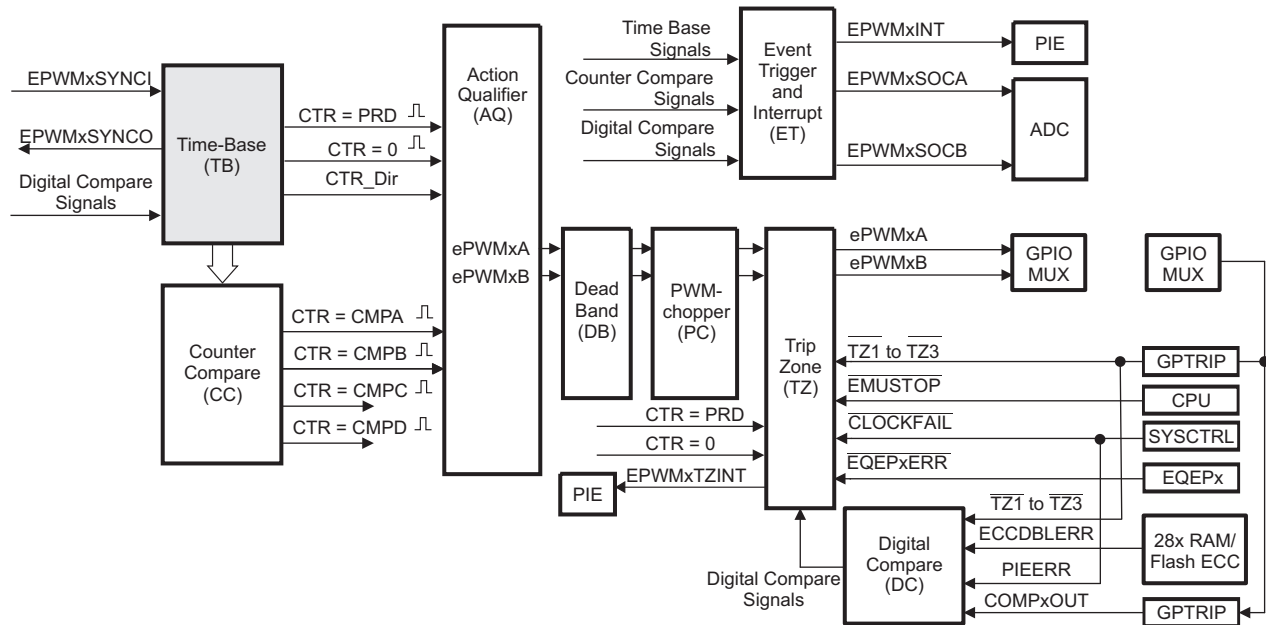 EPWMxSYNCI
EPWMxSYNCO
Digital Compare
Signals
Time-Base
(TB)
CTR = PRD
CTR = 0
CTR_Dir
Counter
Compare
(CC)
CTR = CMPA
CTR = CMPB
CTR = CMPC
CTR = CMPD
Action
Qualifier
(AQ)
ePWMxA
ePWMxB
Dead
Band
(DB)
PWM-
chopper
(PC)
Time Base
Signals
Counter Compare
Signals
Digital Compare
Signals
Event
Trigger
and
Interrupt
(ET)
EPWMxINT
EPWMxSOCA
EPWMxSOCB
PIE
ADC
Trip
Zone
(TZ)
CTR = PRD
CTR = 0
EPWMxTZINT
PIE
ePWMxA
ePWMxB
GPIO
MUX
GPIO
MUX
TZ1 to TZ3
GPTRIP
EMUSTOP
CPU
CLOCKFAIL
SYSCTRL
EQEPxERR
EQEPx
Digital
Compare
(DC)
Digital Compare
Signals
TZ1 to TZ3
ECCDBLERR
28x RAM/
Flash ECC
PIEERR
COMPxOUT
GPTRIP